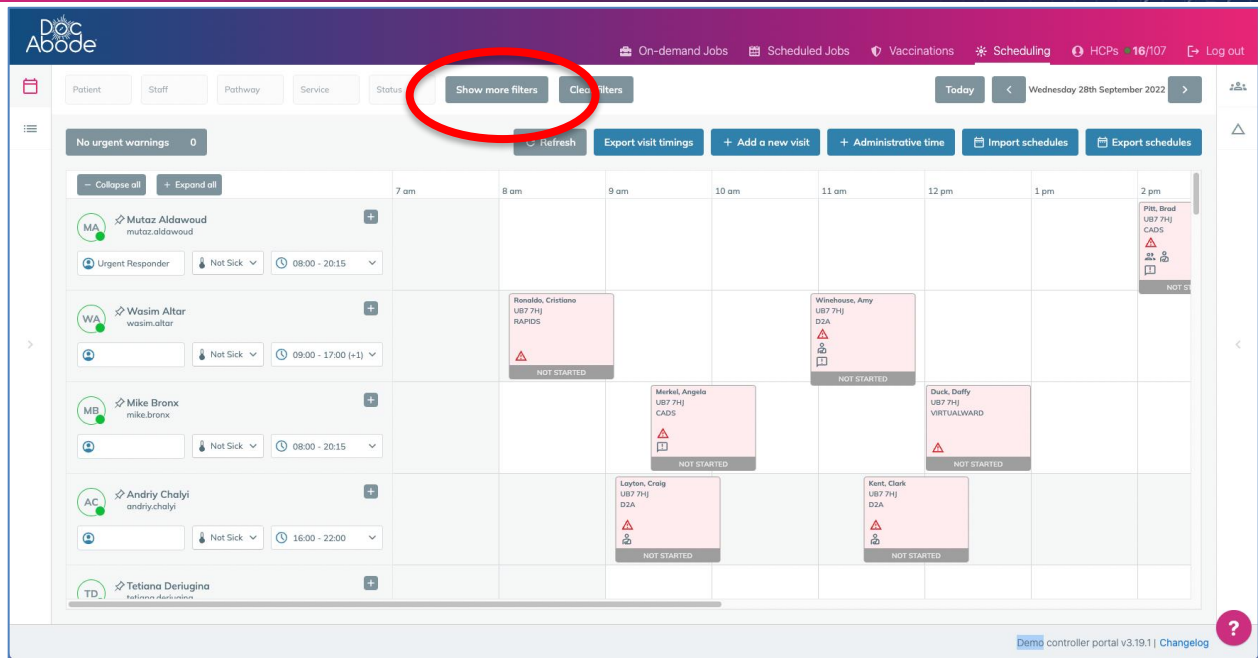 Doc
Abode
On-demand Jobs Scheduled Jobs Vaccinations Scheduling HCPs 16/107 Log out
Patient Staff Pathway Service Status Show more filters Clear filters Today < Wednesday 28th September 2022 >
No urgent warnings 0 Refresh Export visit timings + Add a new visit + Administrative time Import schedules Export schedules
− Collapse all + Expand all 7 am 8 am 9 am 10 am 11 am 12 pm 1 pm 2 pm
MA Mutaz Aldawoud +
mutaz.aldawoud
Urgent Responder Not Sick 08:00 - 20:15
Pitt, Brad
UB7 7HJ
CADS
NOT ST
WA Wasim Altar +
wasim.altar
Not Sick 09:00 - 17:00 (+1)
Ronaldo, Cristiano
UB7 7HJ
RAPIDS
NOT STARTED
Winehouse, Amy
UB7 7HJ
D2A
NOT STARTED
MB Mike Bronx +
mike.bronx
Not Sick 08:00 - 20:15
Merkel, Angela
UB7 7HJ
CADS
NOT STARTED
Duck, Daffy
UB7 7HJ
VIRTUALWARD
NOT STARTED
AC Andriy Chalyi +
andriy.chalyi
Not Sick 16:00 - 22:00
Layton, Craig
UB7 7HJ
D2A
NOT STARTED
Kent, Clark
UB7 7HJ
D2A
NOT STARTED
TD Tetiana Deriugina +
tetiana.deriugina
?
Demo controller portal v3.19.1 | Changelog